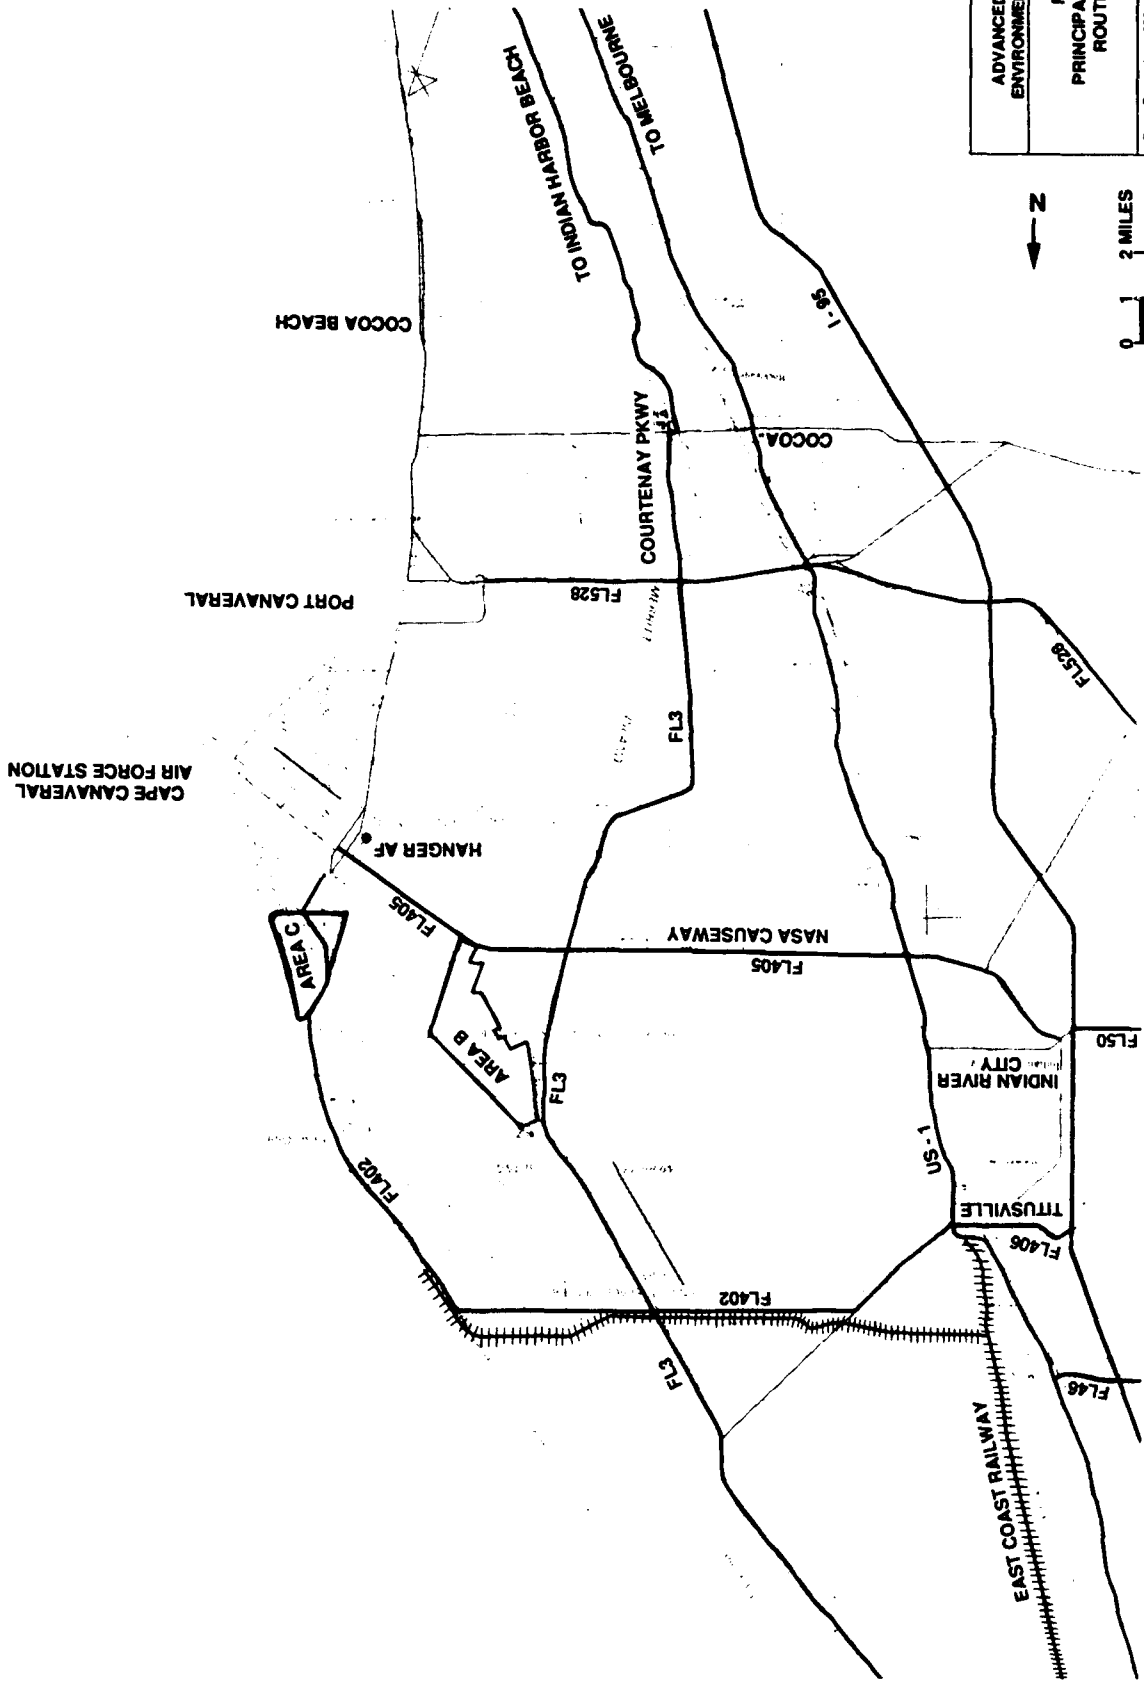 ADVANCED
ENVIRONME
PRINCIPA
ROUT
N
0 1 2 MILES
TO INDIAN HARBOR BEACH
TO MELBOURNE
I-95
COCOA BEACH
COURTENAY PKWY
COCOA
PORT CANAVERAL
FL528
FL528
FL3
CAPE CANAVERAL
AIR FORCE STATION
HANGER AF
FL405
AREA C
NASA CAUSEWAY
FL405
AREA B
FL3
FL50
INDIAN RIVER
CITY
US-1
FL402
TITUSVILLE
FL406
FL402
FL3
FL46
EAST COAST RAILWAY